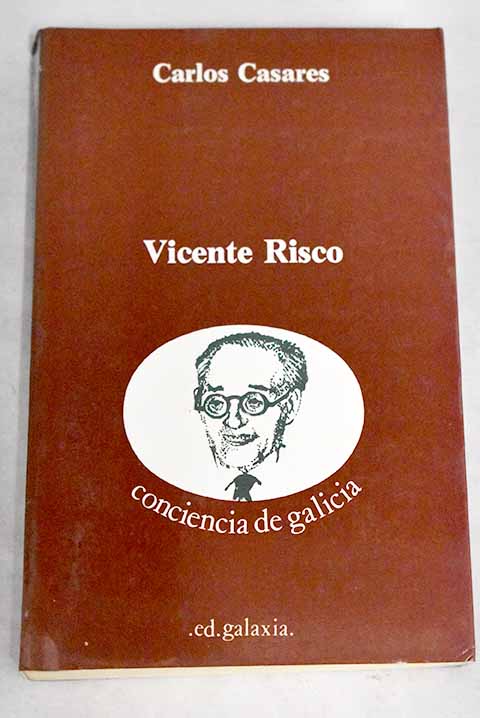 Carlos Casares
Vicente Risco
conciencia de galicia
.ed.galaxia.